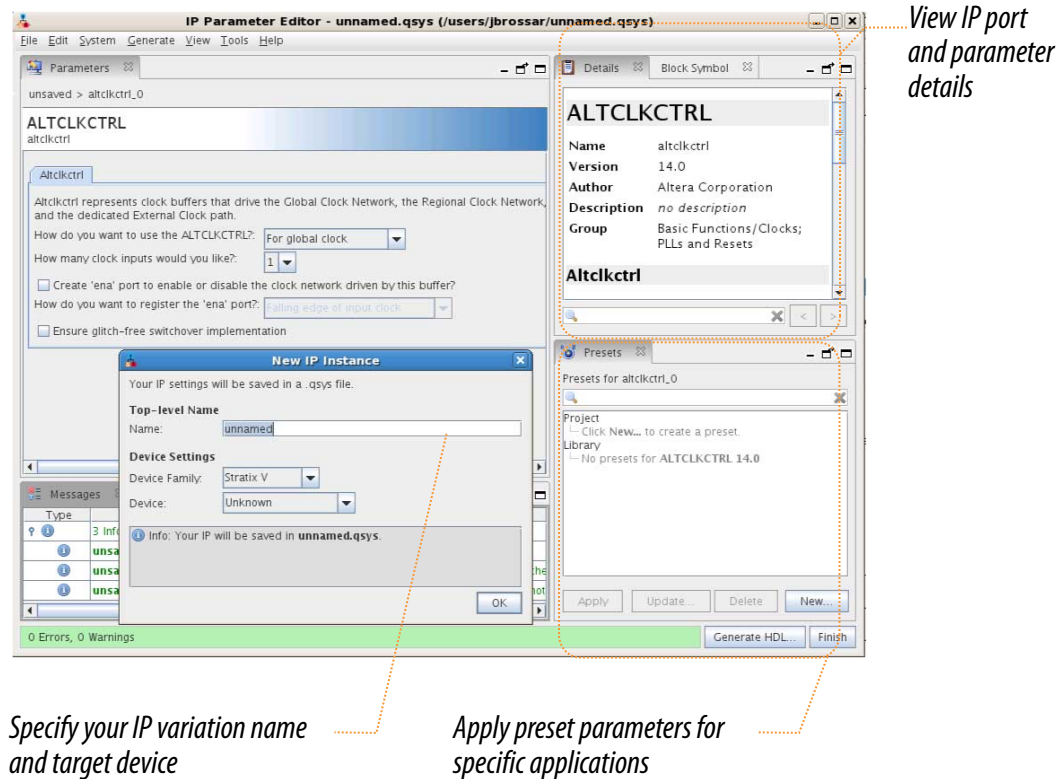 IP Parameter Editor - unnamed.qsys (/users/jbrossar/unnamed.qsys)
File Edit System Generate View Tools Help
Parameters
unsaved > altclkctrl_0
ALTCLKCTRL
altclkctrl
Altclkctrl
Altclkctrl represents clock buffers that drive the Global Clock Network, the Regional Clock Network,
and the dedicated External Clock path.
How do you want to use the ALTCLKCTRL?: For global clock
How many clock inputs would you like?: 1
Create 'ena' port to enable or disable the clock network driven by this buffer?
How do you want to register the 'ena' port?: Falling edge of input clock
Ensure glitch-free switchover implementation
Details Block Symbol
ALTCLKCTRL
Name altclkctrl
Version 14.0
Author Altera Corporation
Description no description
Group Basic Functions/Clocks;
PLLs and Resets
Altclkctrl
< >
View IP port
and parameter
details
New IP Instance
Your IP settings will be saved in a .qsys file.
Top-level Name
Name: unnamed
Device Settings
Device Family: Stratix V
Device: Unknown
Info: Your IP will be saved in unnamed.qsys.
OK
Presets
Presets for altclkctrl_0
Project
Click New... to create a preset.
Library
No presets for ALTCLKCTRL 14.0
Apply Update... Delete New...
Messages
Type
3 Info
unsa
unsa the
unsa not
0 Errors, 0 Warnings
Generate HDL... Finish
Specify your IP variation name
and target device
Apply preset parameters for
specific applications